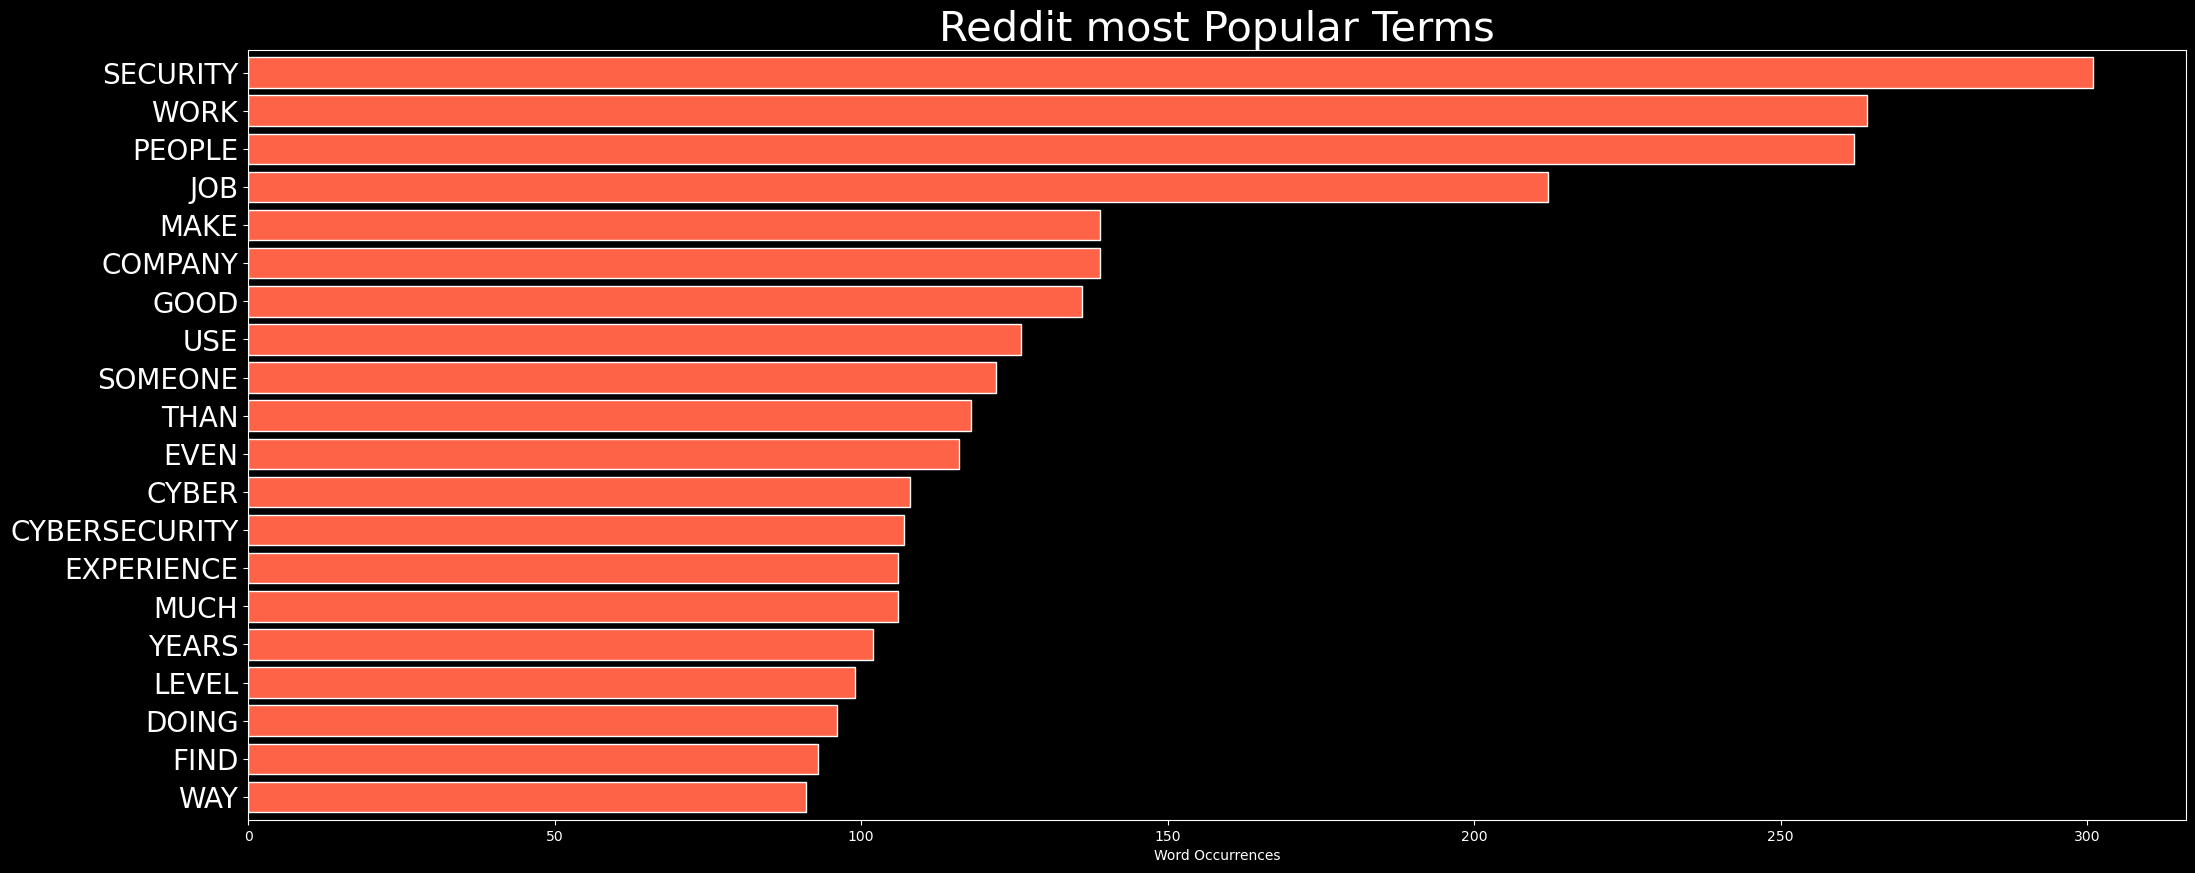 Reddit most Popular Terms
SECURITY
WORK
PEOPLE
JOB
MAKE
COMPANY
GOOD
USE
SOMEONE
THAN
EVEN
CYBER
CYBERSECURITY
EXPERIENCE
MUCH
YEARS
LEVEL
DOING
FIND
WAY
0 50 100 150 200 250 300
Word Occurrences